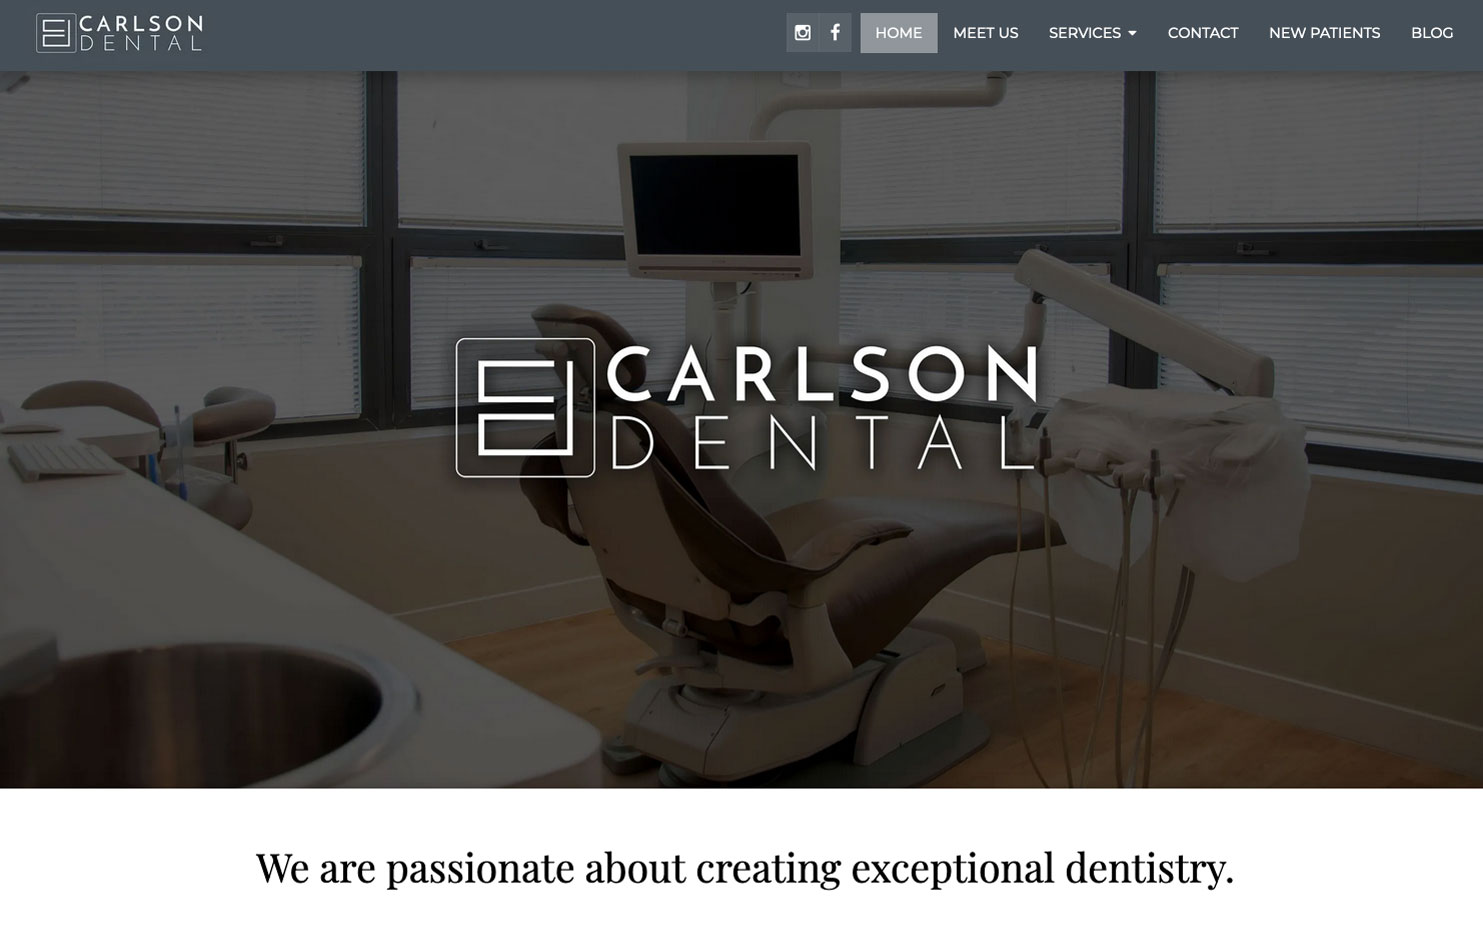 CARLSON
DENTAL
HOME MEET US SERVICES CONTACT NEW PATIENTS BLOG
CARLSON
DENTAL
We are passionate about creating exceptional dentistry.